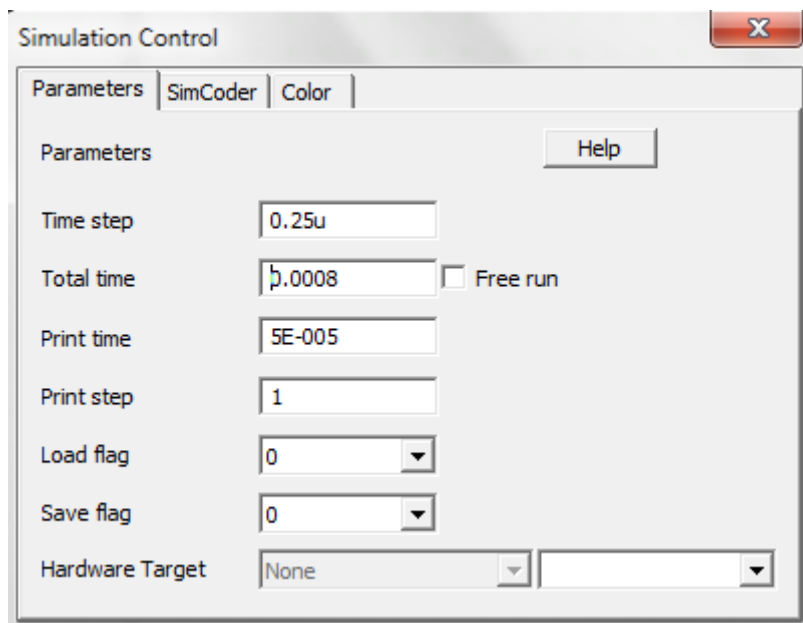 Simulation Control
Parameters SimCoder Color
Parameters Help
Time step 0.25u
Total time 0.0008 Free run
Print time 5E-005
Print step 1
Load flag 0
Save flag 0
Hardware Target None